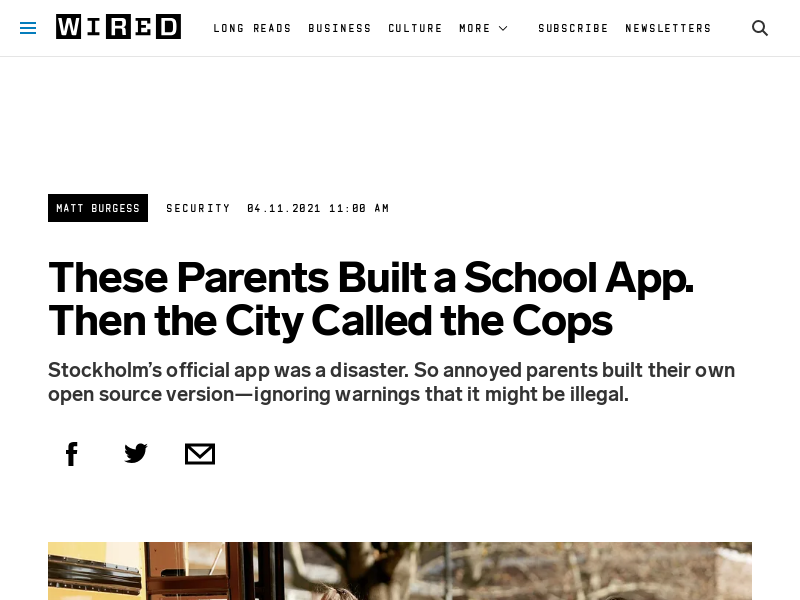 WIRED LONG READS BUSINESS CULTURE MORE SUBSCRIBE NEWSLETTERS
MATT BURGESS SECURITY 04.11.2021 11:00 AM
These Parents Built a School App.
Then the City Called the Cops
Stockholm’s official app was a disaster. So annoyed parents built their own
open source version—ignoring warnings that it might be illegal.